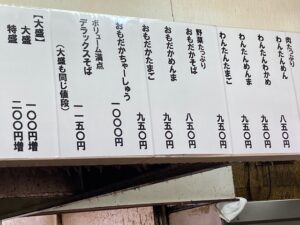 肉たっぷり
わんたんめん 八五〇円
わんたんわかめ 九五〇円
わんたんめんま 九五〇円
わんたんたまご 九五〇円
野菜たっぷり
おもだかそば 八五〇円
おもだかめんま 九五〇円
おもだかたまご 九五〇円
おもだかちゃーしゅう 一〇〇〇円
ボリューム満点
デラックスそば 一一五〇円
(大盛も同じ値段)
【大盛】
大盛 一〇〇円増
特盛 二〇〇円増